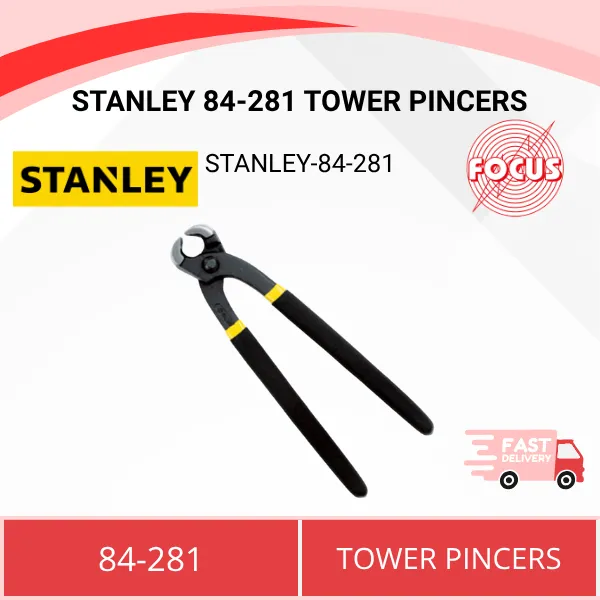 STANLEY 84-281 TOWER PINCERS
STANLEY
STANLEY-84-281
FOCUS
FAST
DELIVERY
84-281
TOWER PINCERS